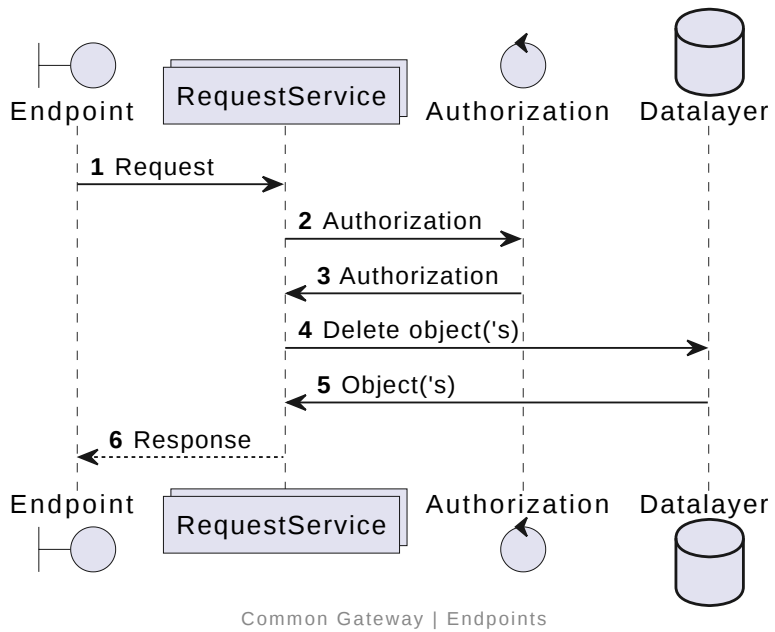 Endpoint
RequestService
Authorization
Datalayer
1 Request
2 Authorization
3 Authorization
4 Delete object('s)
5 Object('s)
6 Response
Endpoint
RequestService
Authorization
Datalayer
Common Gateway | Endpoints